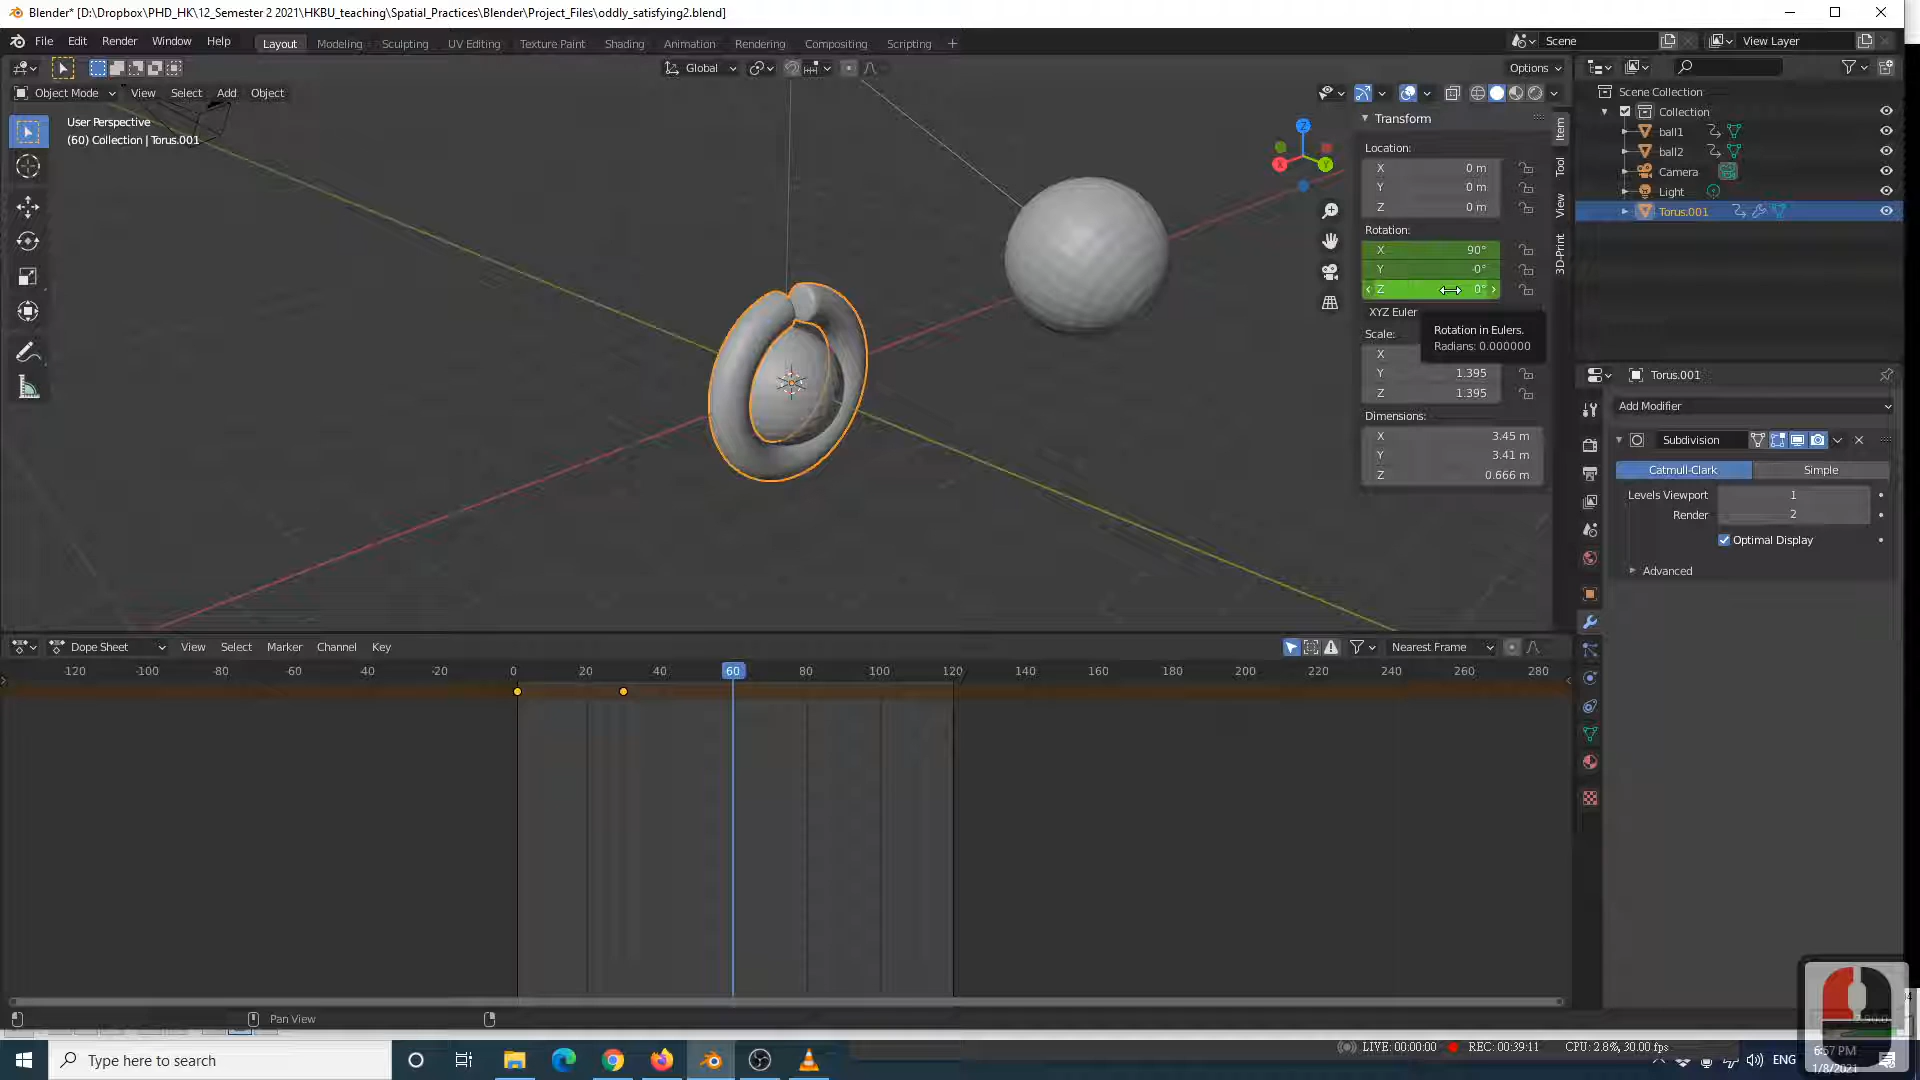 Blender* [D:\Dropbox\PHD_HK\12_Semester 2 2021\HKBU_teaching\Spatial_Practices\Blender\Project_Files\oddly_satisfying2.blend]
File Edit Render Window Help Layout Modeling Sculpting UV Editing Texture Paint Shading Animation Rendering Compositing Scripting Scene View Layer
Global Options
Object Mode View Select Add Object
User Perspective
(60) Collection | Torus.001
Transform
Location:
X 0 m
Y 0 m
Z 0 m
Rotation:
X 90°
Y -0°
Z 0°
XYZ Euler
Rotation in Eulers.
Radians: 0.000000
Scale:
X
Y 1.395
Z 1.395
Dimensions:
X 3.45 m
Y 3.41 m
Z 0.666 m
Item
Tool
View
3D-Print
X
Y
Z
Scene Collection
Collection
ball1
ball2
Camera
Light
Torus.001
Torus.001
Add Modifier
Subdivision
Catmull-Clark Simple
Levels Viewport 1
Render 2
Optimal Display
Advanced
Dope Sheet View Select Marker Channel Key Nearest Frame
-120 -100 -80 -60 -40 -20 0 20 40 60 80 100 120 140 160 180 200 220 240 260 280
Pan View
Type here to search
LIVE: 00:00:00 REC: 00:39:11 CPU: 2.8%, 30.00 fps
ENG
6:57 PM
1/8/2021